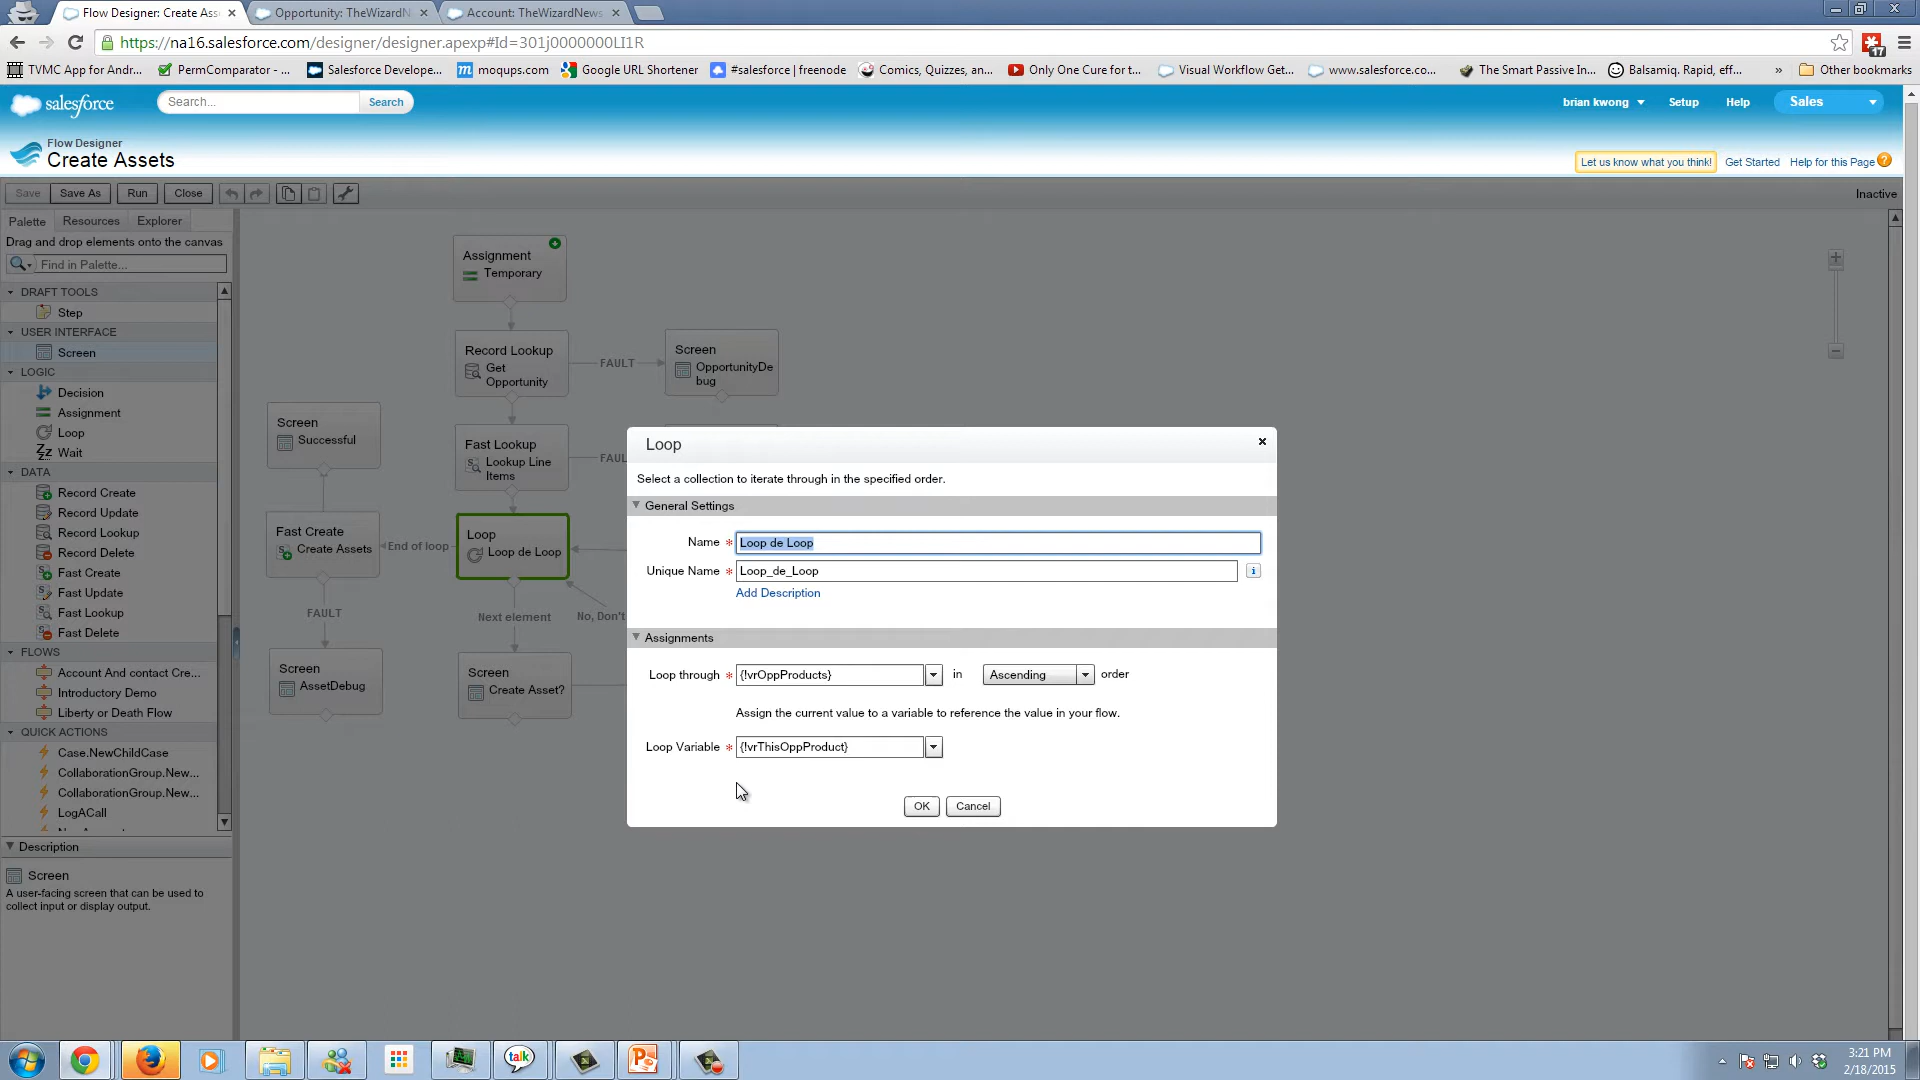 Flow Designer: Create Ass
Opportunity: TheWizardN
Account: TheWizardNews
https://na16.salesforce.com/designer/designer.apexp#Id=301j0000000LI1R
17
TVMC App for Andr...
PermComparator - ...
Salesforce Develope...
moqups.com
Google URL Shortener
#salesforce | freenode
Comics, Quizzes, an...
Only One Cure for t...
Visual Workflow Get...
www.salesforce.co...
The Smart Passive In...
Balsamiq. Rapid, eff...
»
Other bookmarks
salesforce
Search...
Search
brian kwong
Setup
Help
Sales
Flow Designer
Create Assets
Let us know what you think!
Get Started
Help for this Page
Save
Save As
Run
Close
Inactive
Palette
Resources
Explorer
Drag and drop elements onto the canvas
Find in Palette...
DRAFT TOOLS
Step
USER INTERFACE
Screen
LOGIC
Decision
Assignment
Loop
Wait
DATA
Record Create
Record Update
Record Lookup
Record Delete
Fast Create
Fast Update
Fast Lookup
Fast Delete
FLOWS
Account And contact Cre...
Introductory Demo
Liberty or Death Flow
QUICK ACTIONS
Case.NewChildCase
CollaborationGroup.New...
CollaborationGroup.New...
LogACall
Description
Screen
A user-facing screen that can be used to
collect input or display output.
Assignment
Temporary
Record Lookup
Get
Opportunity
FAULT
Screen
OpportunityDe
bug
Screen
Successful
Fast Lookup
Lookup Line
Items
FAUL
Fast Create
Create Assets
End of loop
Loop
Loop de Loop
FAULT
Next element
No, Don't
Screen
AssetDebug
Screen
Create Asset?
Loop
Select a collection to iterate through in the specified order.
General Settings
Name * Loop de Loop
Unique Name * Loop_de_Loop
Add Description
Assignments
Loop through * {!vrOppProducts} in Ascending order
Assign the current value to a variable to reference the value in your flow.
Loop Variable * {!vrThisOppProduct}
OK
Cancel
talk
3:21 PM
2/18/2015